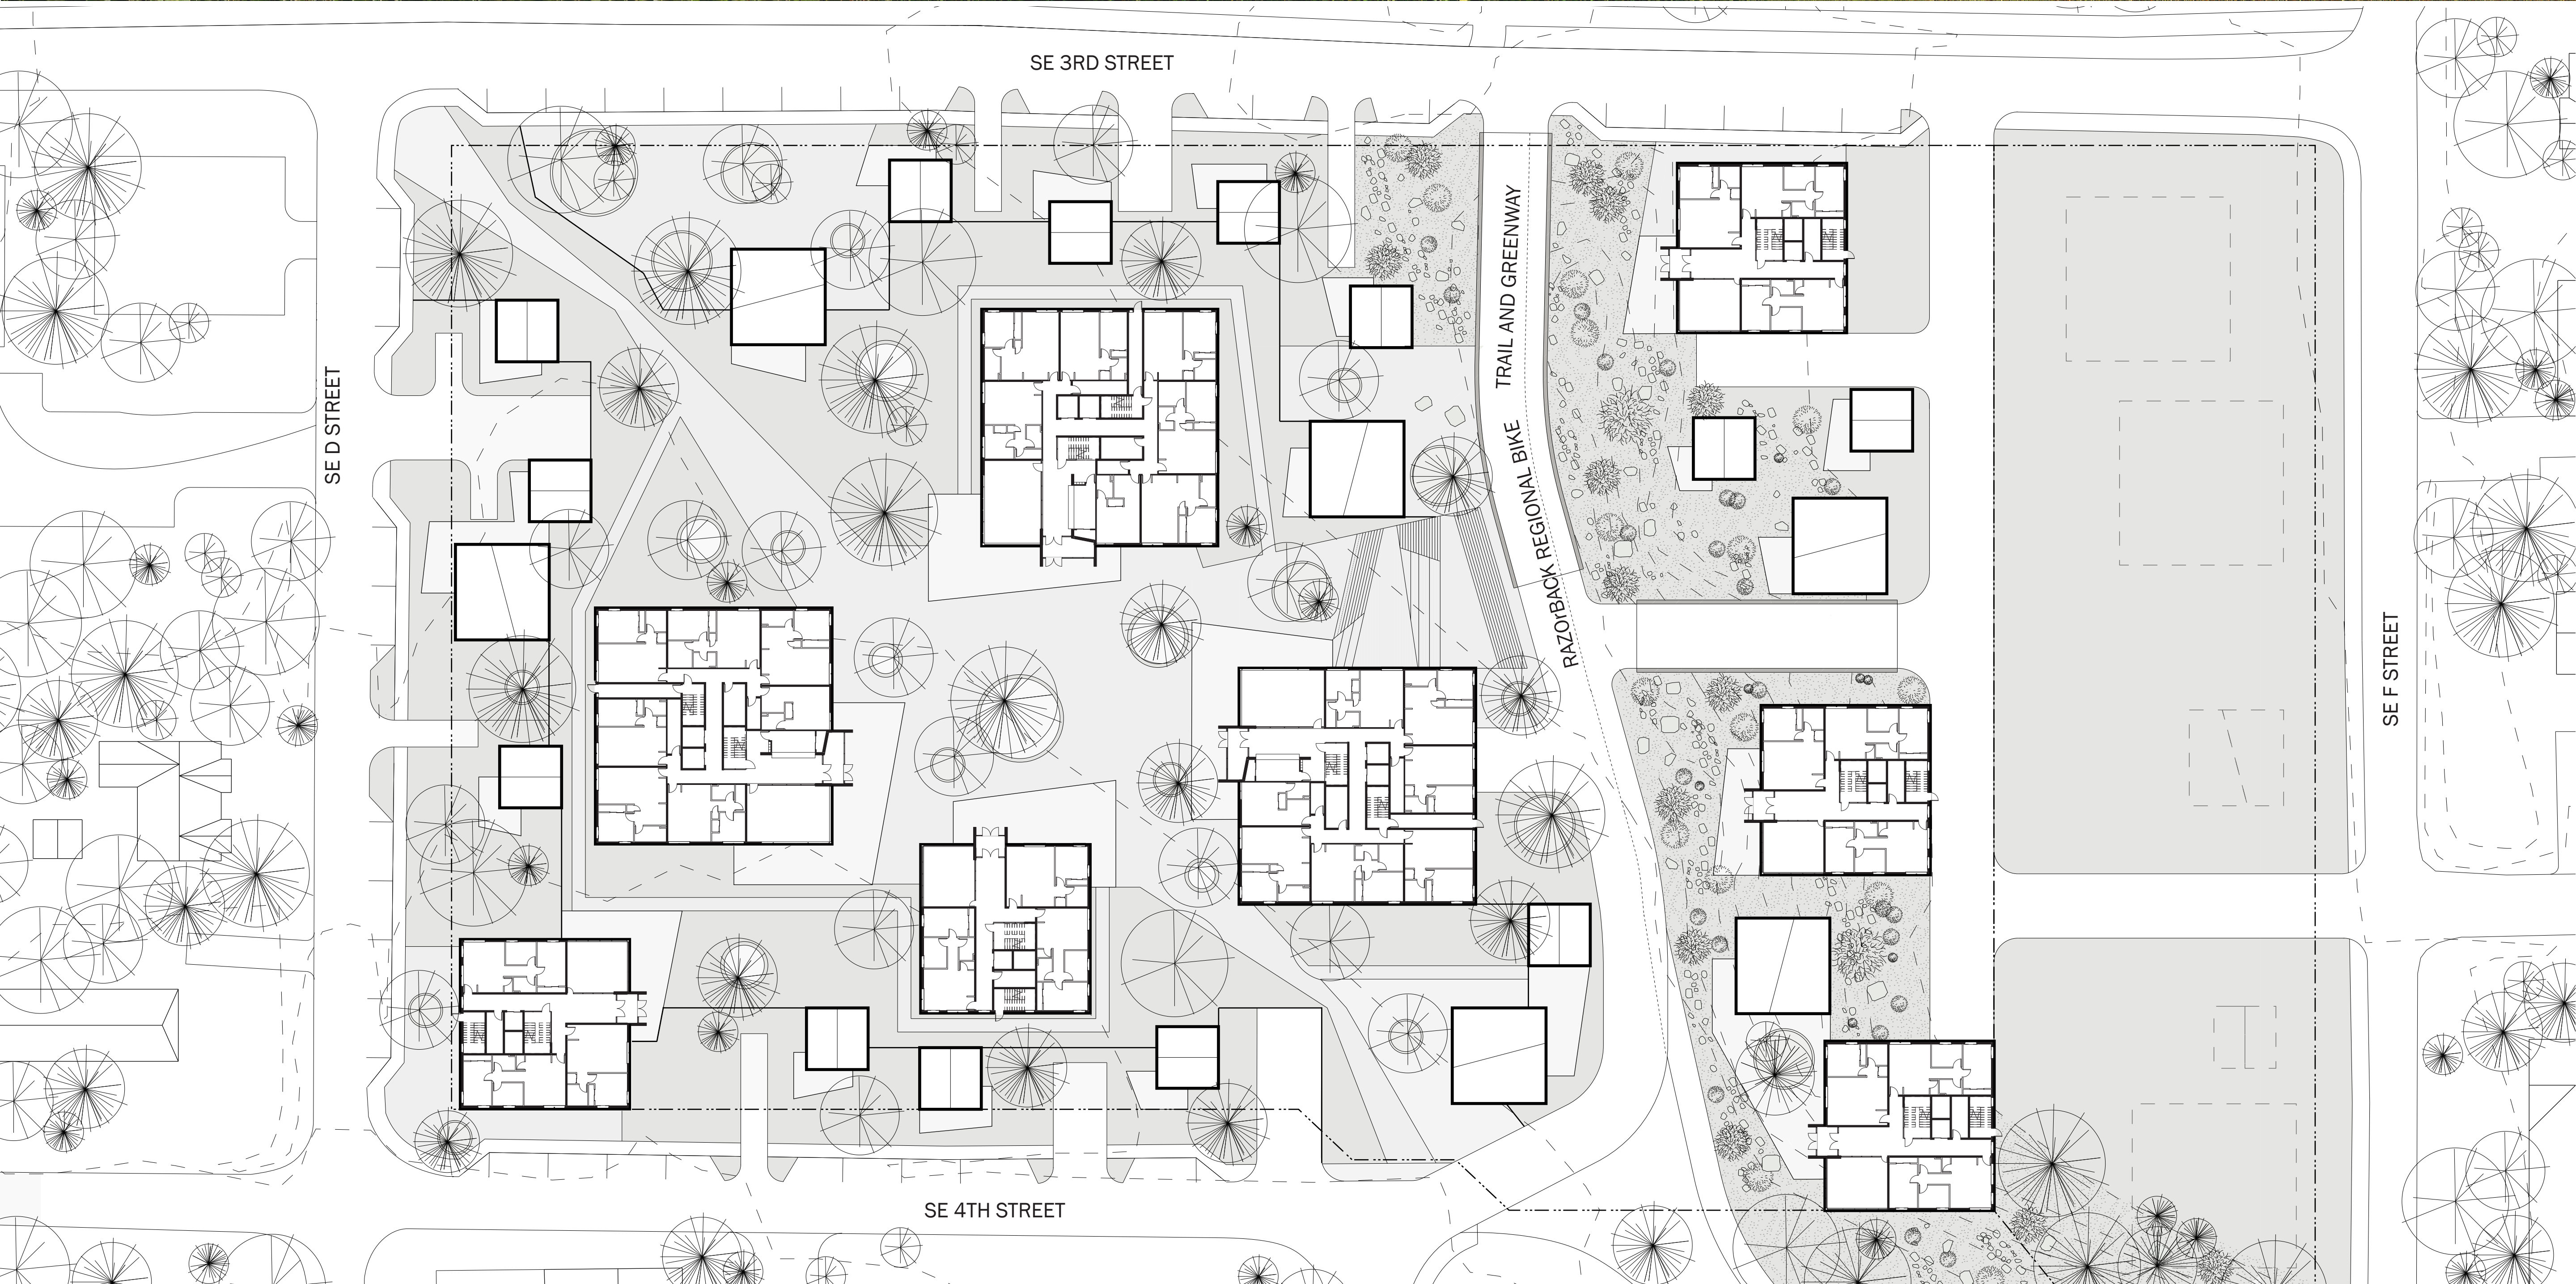 SE 3RD STREET
SE D STREET
RAZOrBACK REGIONAL BIKE TRAIL AND GREENWAY
SE F STREET
SE 4TH STREET